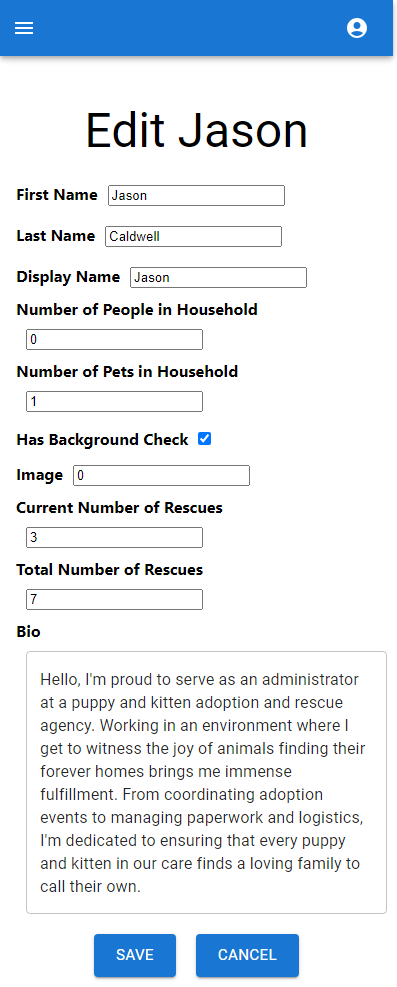 Edit Jason
First Name Jason
Last Name Caldwell
Display Name Jason
Number of People in Household
0
Number of Pets in Household
1
Has Background Check
Image 0
Current Number of Rescues
3
Total Number of Rescues
7
Bio
Hello, I'm proud to serve as an administrator
at a puppy and kitten adoption and rescue
agency. Working in an environment where I
get to witness the joy of animals finding their
forever homes brings me immense
fulfillment. From coordinating adoption
events to managing paperwork and logistics,
I'm dedicated to ensuring that every puppy
and kitten in our care finds a loving family to
call their own.
SAVE CANCEL